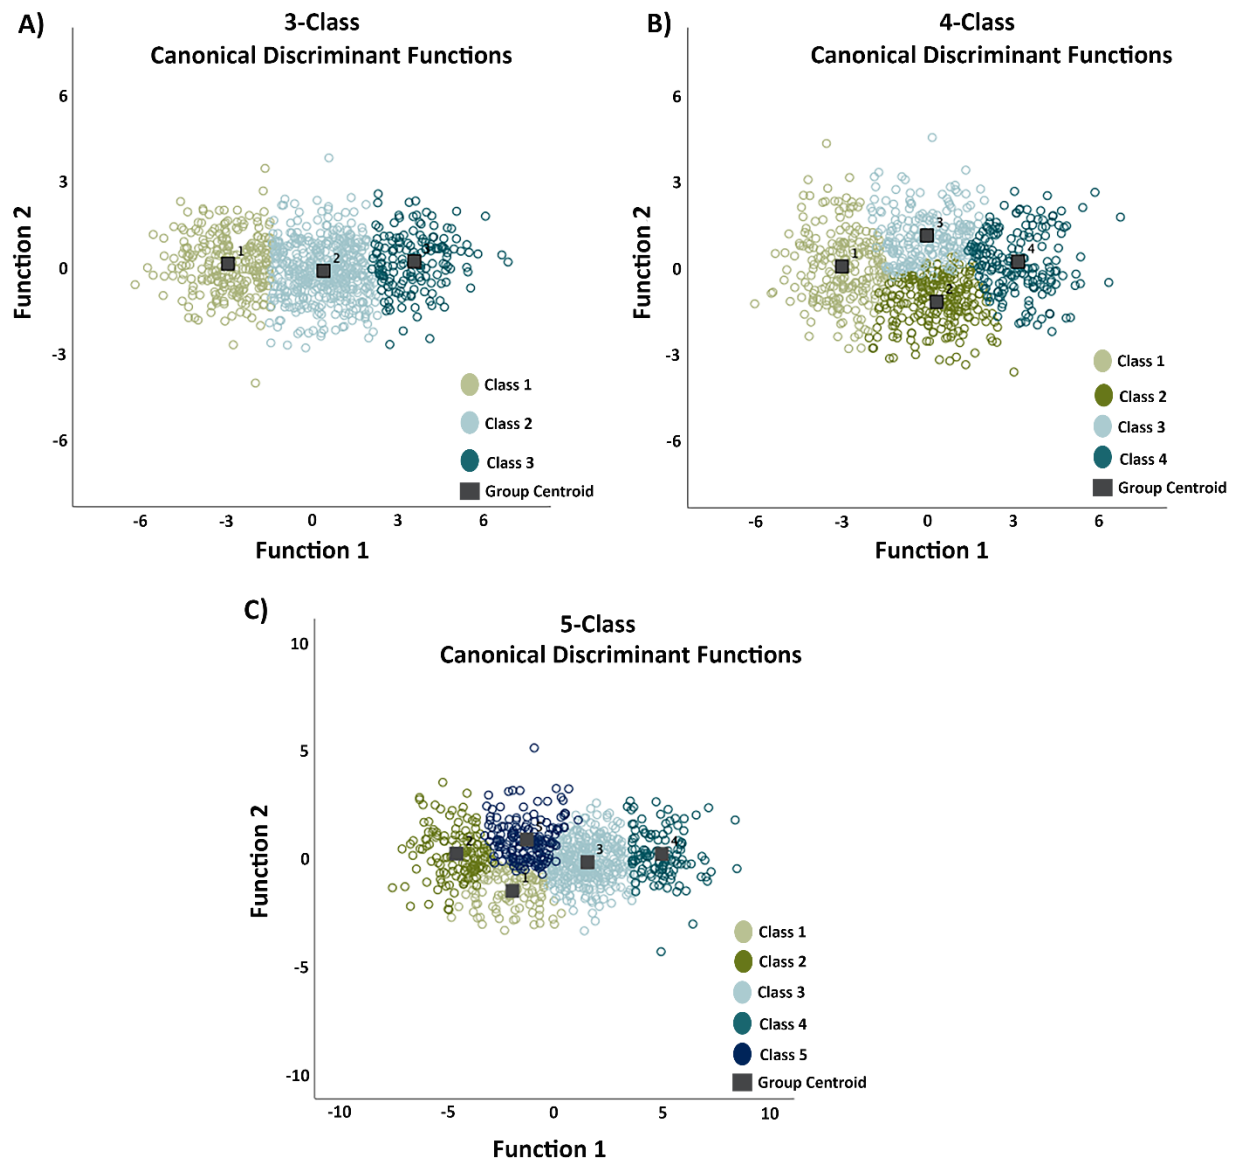 A)
3-Class
Canonical Discriminant Functions
6
3
0
-3
-6
Function 2
1
2
3
Class 1
Class 2
Class 3
Group Centroid
-6 -3 0 3 6
Function 1
B)
4-Class
Canonical Discriminant Functions
6
3
0
-3
-6
Function 2
3
1
4
2
Class 1
Class 2
Class 3
Class 4
Group Centroid
-6 -3 0 3 6
Function 1
C)
5-Class
Canonical Discriminant Functions
10
5
0
-5
-10
Function 2
2
3
4
1
Class 1
Class 2
Class 3
Class 4
Class 5
Group Centroid
-10 -5 0 5 10
Function 1